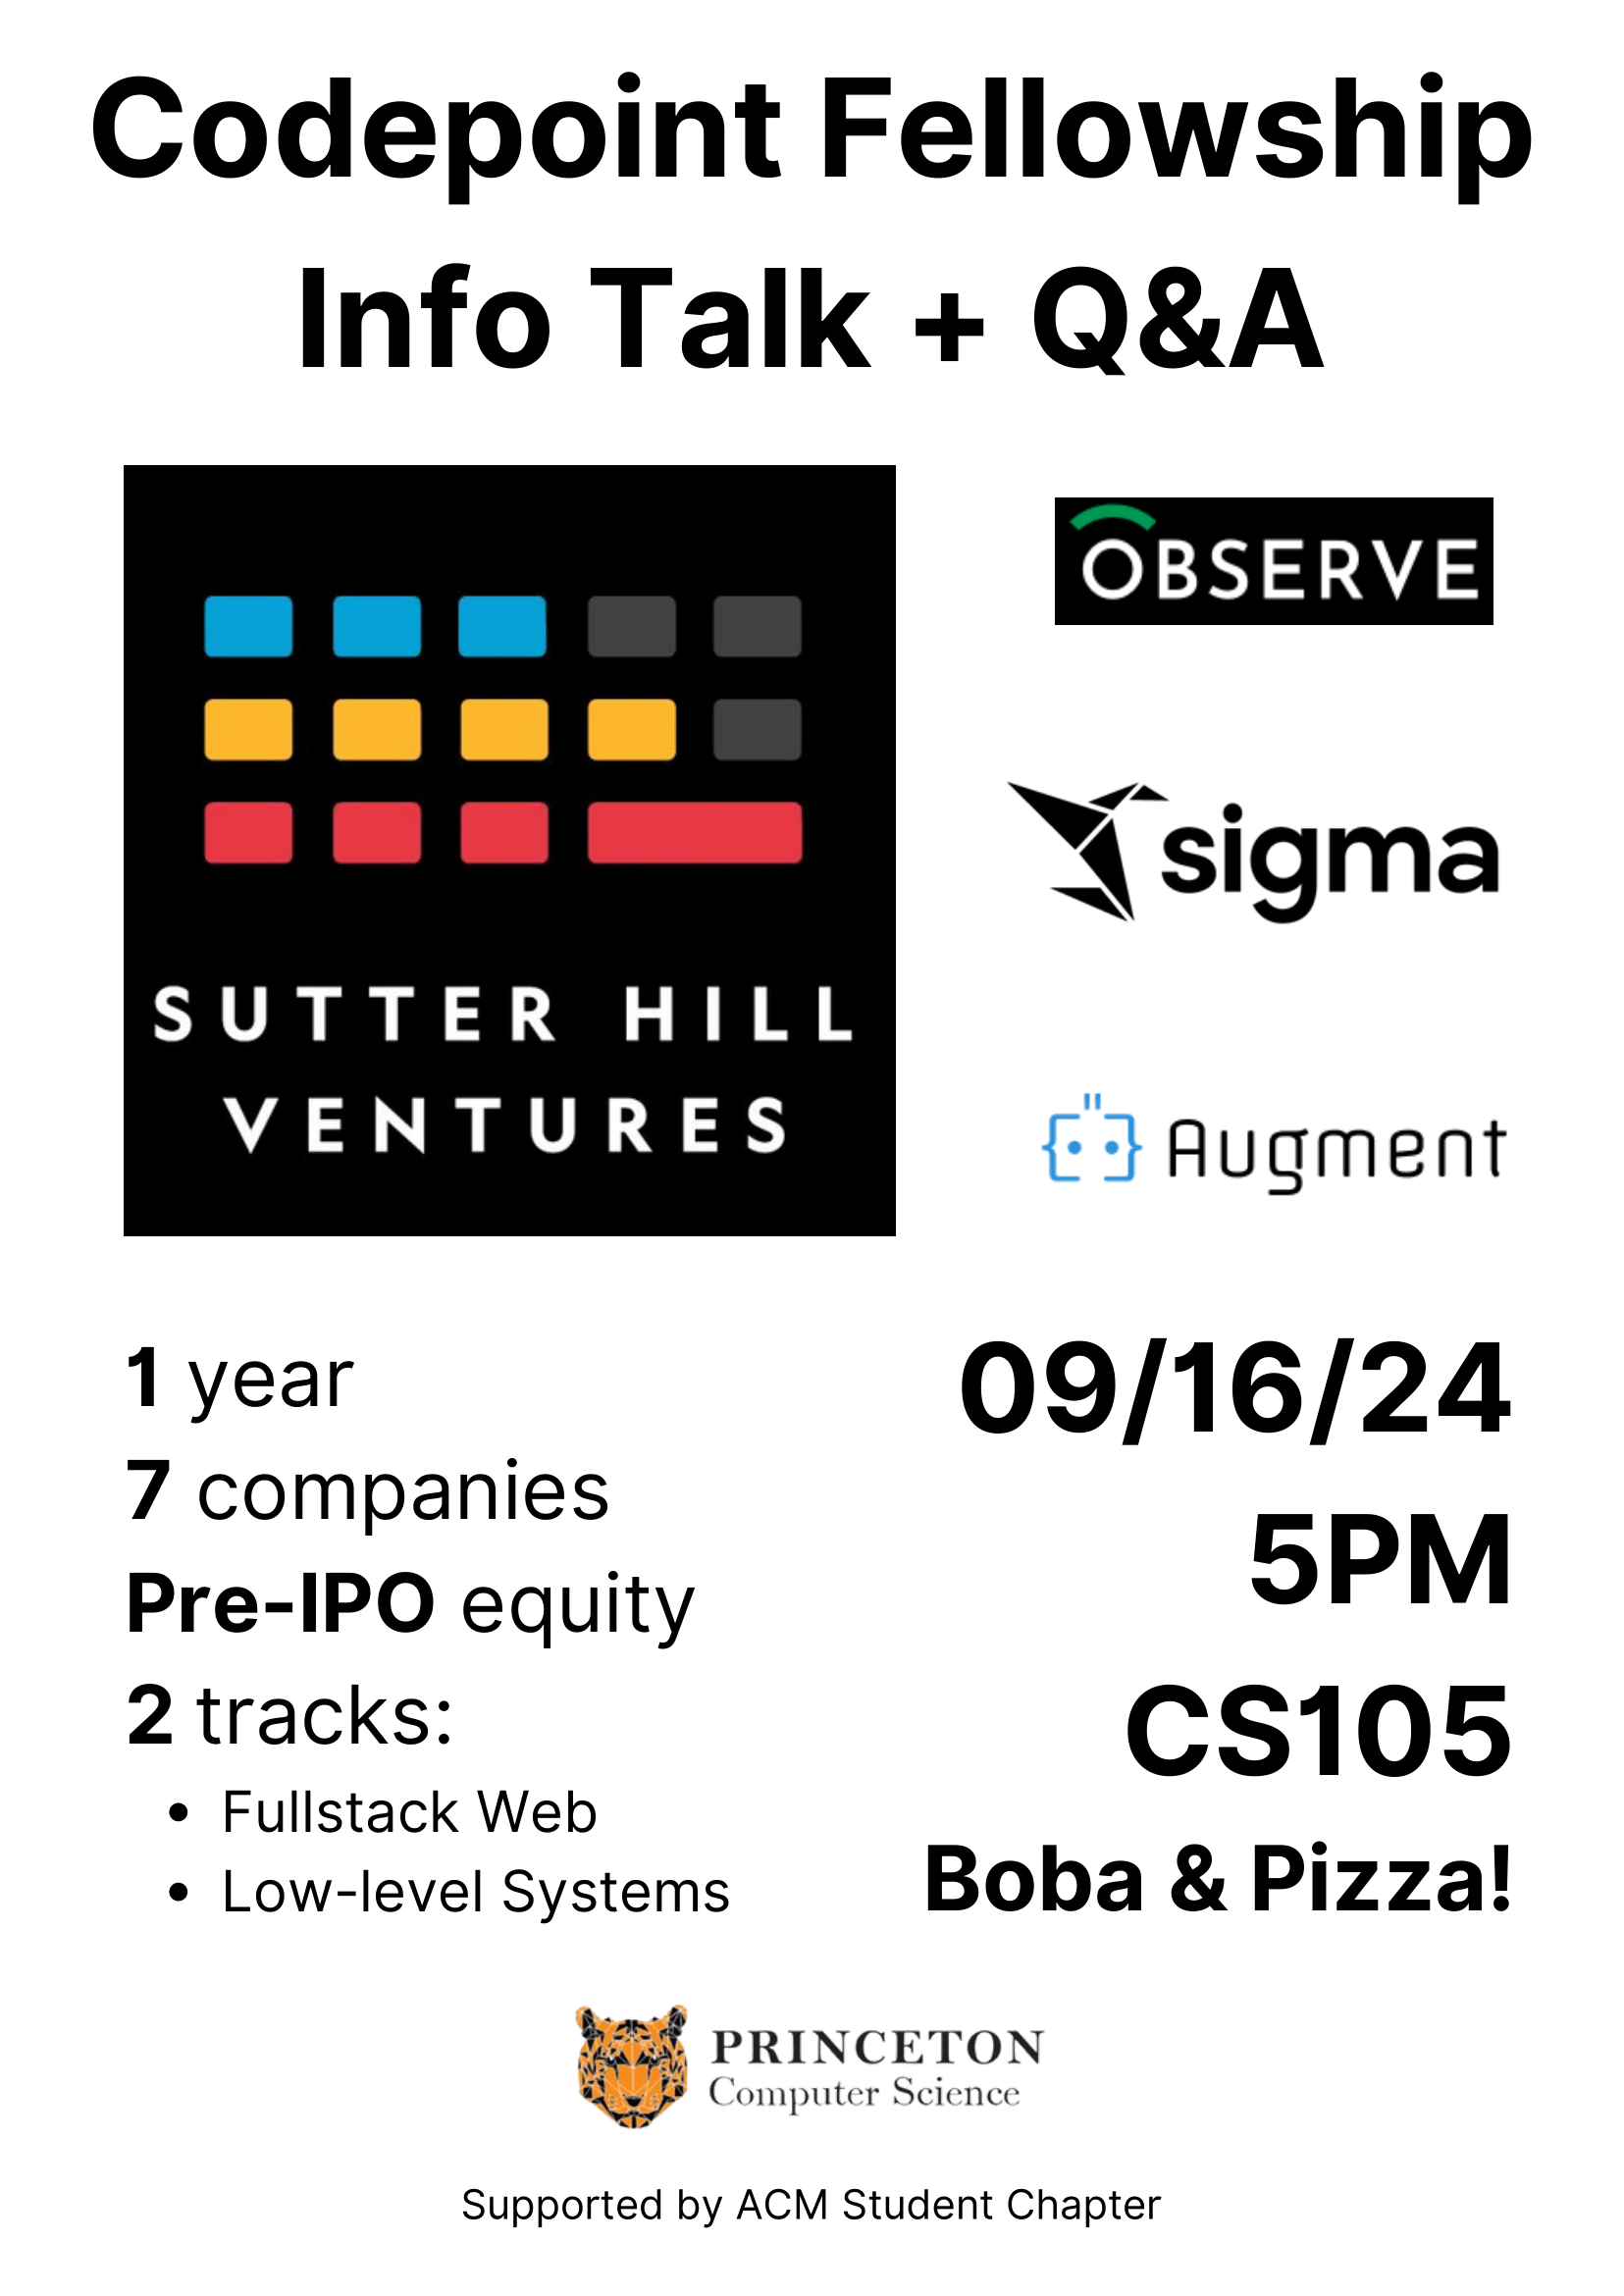 Codepoint Fellowship
Info Talk + Q&A
SUTTER HILL
VENTURES
OBSERVE
sigma
Augment
1 year
7 companies
Pre-IPO equity
2 tracks:
• Fullstack Web
• Low-level Systems
09/16/24
5PM
CS105
Boba & Pizza!
PRINCETON
Computer Science
Supported by ACM Student Chapter